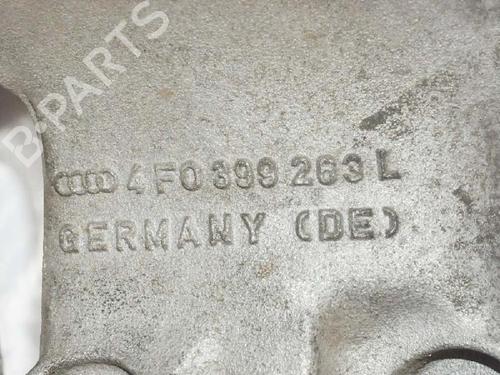 B-PARTS
4F0 399 263 L
GERMANY (DE)